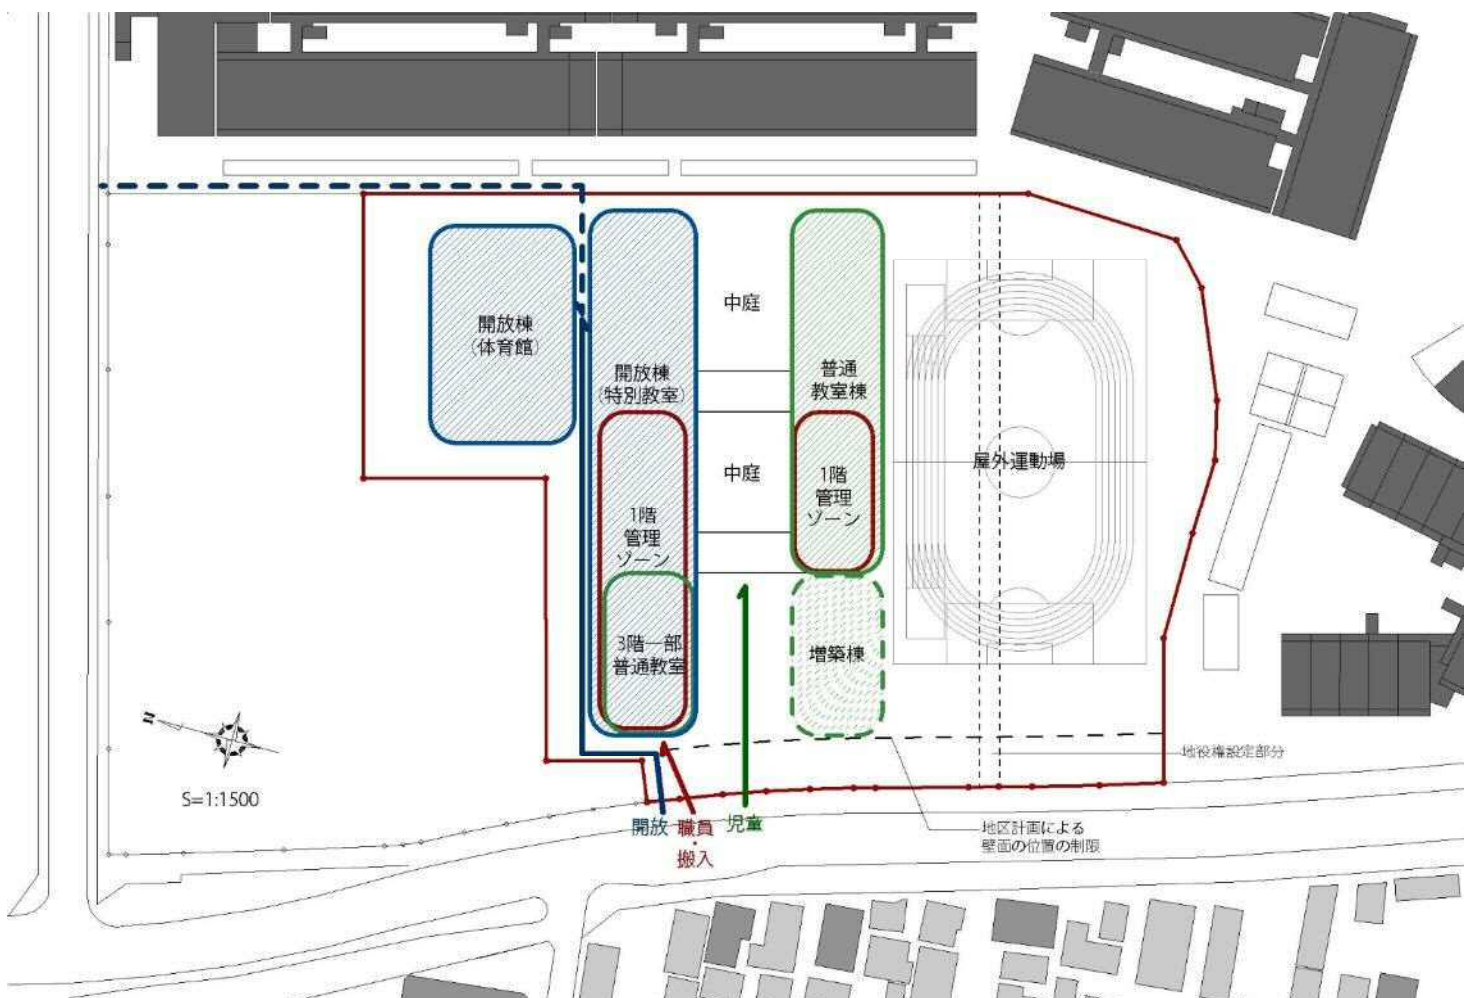 中庭
開放棟
(体育館)
開放棟
(特別教室)
普通
教室棟
中庭
屋外運動場
1階
管理
ゾーン
1階
管理
ゾーン
3階一部
普通教室
増築棟
N
地役権設定部分
S=1:1500
開放
職員
・
搬入
児童
地区計画による
壁面の位置の制限